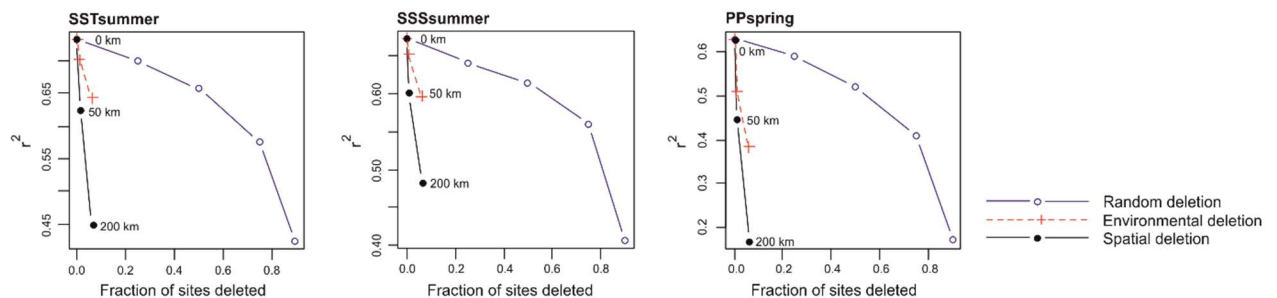 SSTsummer
0 km
50 km
200 km
0.65
0.55
0.45
r2
0.0 0.2 0.4 0.6 0.8
Fraction of sites deleted
SSSsummer
0 km
50 km
200 km
0.60
0.50
0.40
r2
0.0 0.2 0.4 0.6 0.8
Fraction of sites deleted
PPspring
0 km
50 km
200 km
0.6
0.5
0.4
0.3
0.2
r2
0.0 0.2 0.4 0.6 0.8
Fraction of sites deleted
Random deletion
Environmental deletion
Spatial deletion